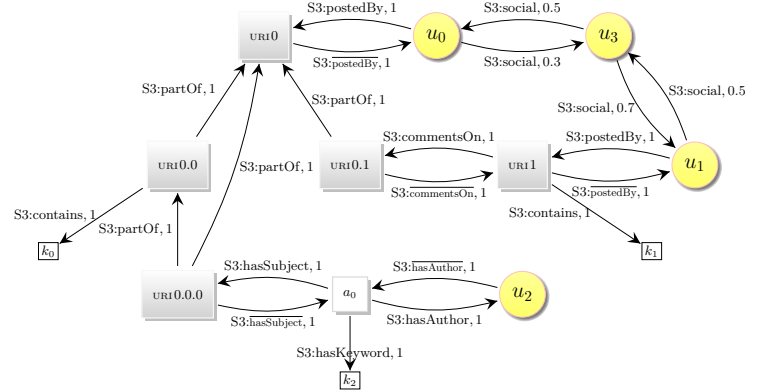 S3:postedBy, 1
S3:social, 0.5
URI0
u0
u3
S3:postedBy, 1
S3:social, 0.3
S3:partOf, 1
S3:partOf, 1
S3:social, 0.5
S3:social, 0.7
S3:commentsOn, 1
S3:postedBy, 1
URI0.0
S3:partOf, 1
URI0.1
URI1
u1
S3:commentsOn, 1
S3:postedBy, 1
S3:contains, 1
S3:contains, 1
S3:partOf, 1
k0
k1
S3:hasSubject, 1
S3:hasAuthor, 1
URI0.0.0
a0
u2
S3:hasSubject, 1
S3:hasAuthor, 1
S3:hasKeyword, 1
k2